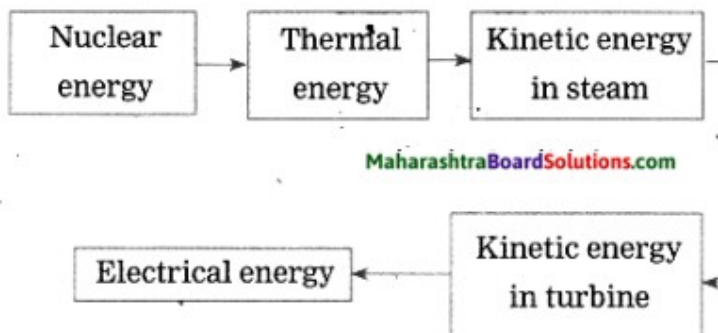 Nuclear
energy
Thermal
energy
Kinetic energy
in steam
MaharashtraBoardSolutions.com
Kinetic energy
in turbine
Electrical energy